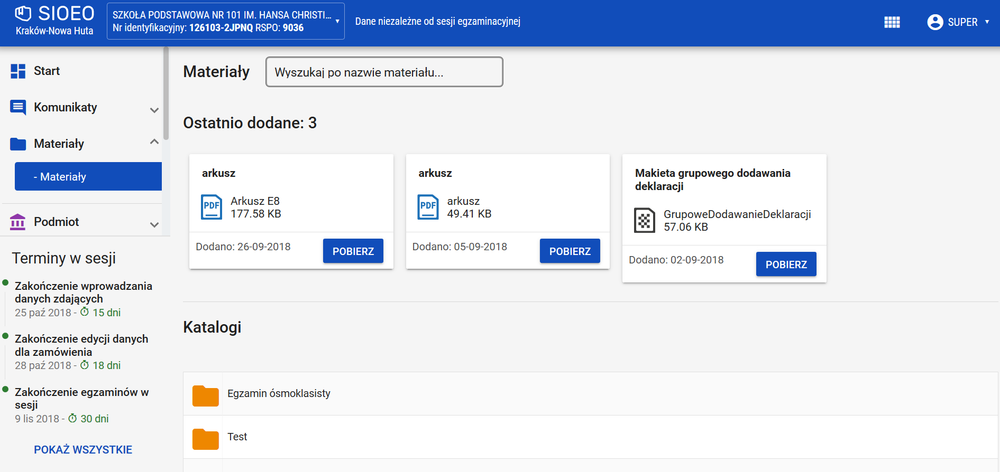 SIOEO
Kraków-Nowa Huta
SZKOŁA PODSTAWOWA NR 101 IM. HANSA CHRISTI...
Nr identyfikacyjny: 126103-2JPNQ RSPO: 9036
Dane niezależne od sesji egzaminacyjnej
SUPER
Start
Komunikaty
Materiały
- Materiały
Podmiot
Terminy w sesji
Zakończenie wprowadzania
danych zdających
25 paź 2018 - 15 dni
Zakończenie edycji danych
dla zamówienia
28 paź 2018 - 18 dni
Zakończenie egzaminów w
sesji
9 lis 2018 - 30 dni
POKAŻ WSZYSTKIE
Materiały
Wyszukaj po nazwie materiału...
Ostatnio dodane: 3
arkusz
PDF
Arkusz E8
177.58 KB
Dodano: 26-09-2018
POBIERZ
arkusz
PDF
arkusz
49.41 KB
Dodano: 05-09-2018
POBIERZ
Makieta grupowego dodawania
deklaracji
GrupoweDodawanieDeklaracji
57.06 KB
Dodano: 02-09-2018
POBIERZ
Katalogi
Egzamin ósmoklasisty
Test